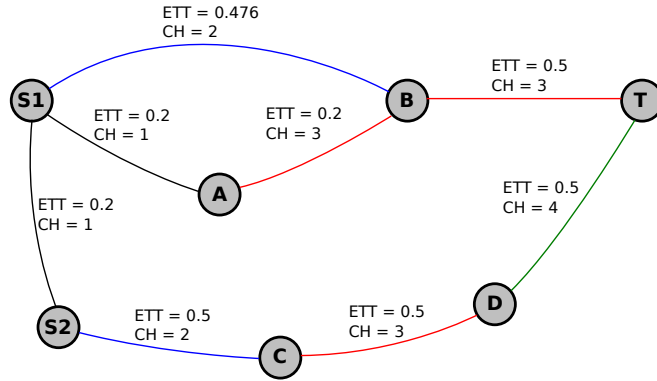 ETT = 0.476
CH = 2
ETT = 0.5
CH = 3
S1
B
T
ETT = 0.2
CH = 1
ETT = 0.2
CH = 3
A
ETT = 0.5
CH = 4
ETT = 0.2
CH = 1
D
ETT = 0.5
CH = 2
ETT = 0.5
CH = 3
S2
C